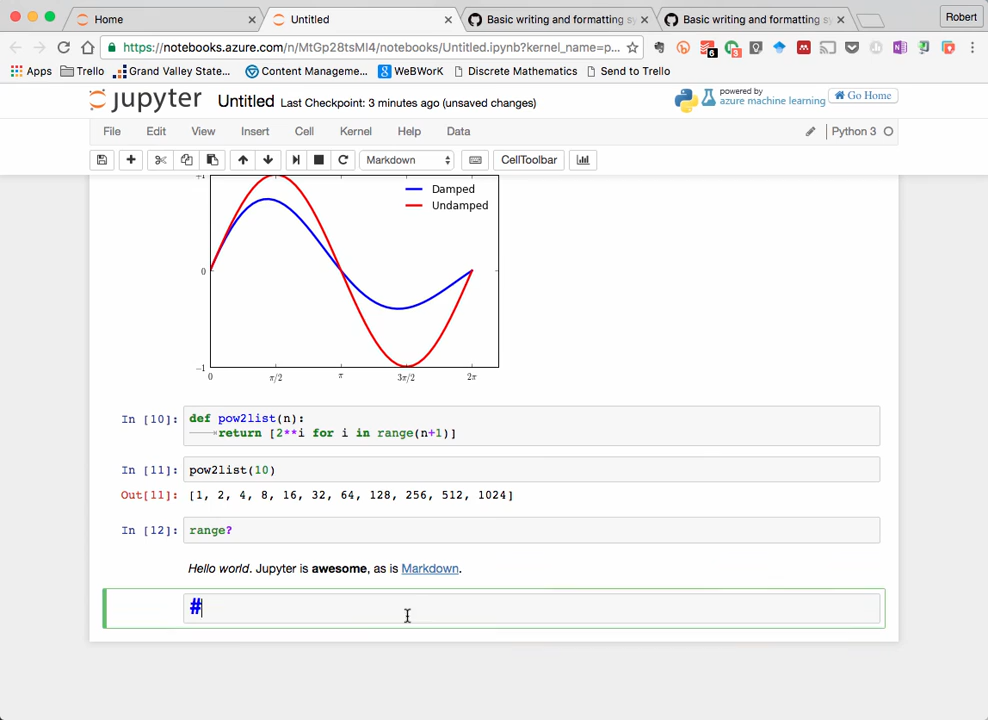 Home
Untitled
Basic writing and formatting sy
Basic writing and formatting sy
Robert
https://notebooks.azure.com/n/MtGp28tsMI4/notebooks/Untitled.ipynb?kernel_name=p...
6
3
Apps
Trello
Grand Valley State...
Content Manageme...
WeBWorK
Discrete Mathematics
Send to Trello
jupyter
Untitled
Last Checkpoint: 3 minutes ago (unsaved changes)
powered by
azure machine learning
Go Home
File
Edit
View
Insert
Cell
Kernel
Help
Data
Python 3
Markdown
CellToolbar
Damped
Undamped
0
−1
0
π/2
π
3π/2
2π
In [10]:
def pow2list(n):
return [2**i for i in range(n+1)]
In [11]:
pow2list(10)
Out[11]:
[1, 2, 4, 8, 16, 32, 64, 128, 256, 512, 1024]
In [12]:
range?
Hello world. Jupyter is awesome, as is Markdown.
#